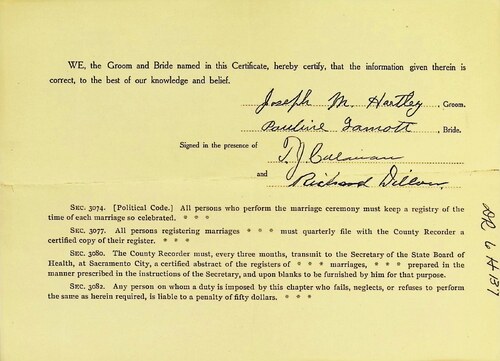 WE, the Groom and Bride named in this Certificate, hereby certify, that the information given therein is
correct, to the best of our knowledge and belief.
Joseph M. Hartley, Groom.
Pauline Lamott, Bride.
Signed in the presence of
T J Calman
and
Richard Dillon
SEC. 3074. [Political Code.] All persons who perform the marriage ceremony must keep a registry of the
time of each marriage so celebrated. * * *
SEC. 3077. All persons registering marriages * * * must quarterly file with the County Recorder a
certified copy of their register. * * *
SEC. 3080. The County Recorder must, every three months, transmit to the Secretary of the State Board of
Health, at Sacramento City, a certified abstract of the registers of * * * marriages, * * * prepared in the
manner prescribed in the instructions of the Secretary, and upon blanks to be furnished by him for that purpose.
SEC. 3082. Any person on whom a duty is imposed by this chapter who fails, neglects, or refuses to perform
the same as herein required, is liable to a penalty of fifty dollars. * * *